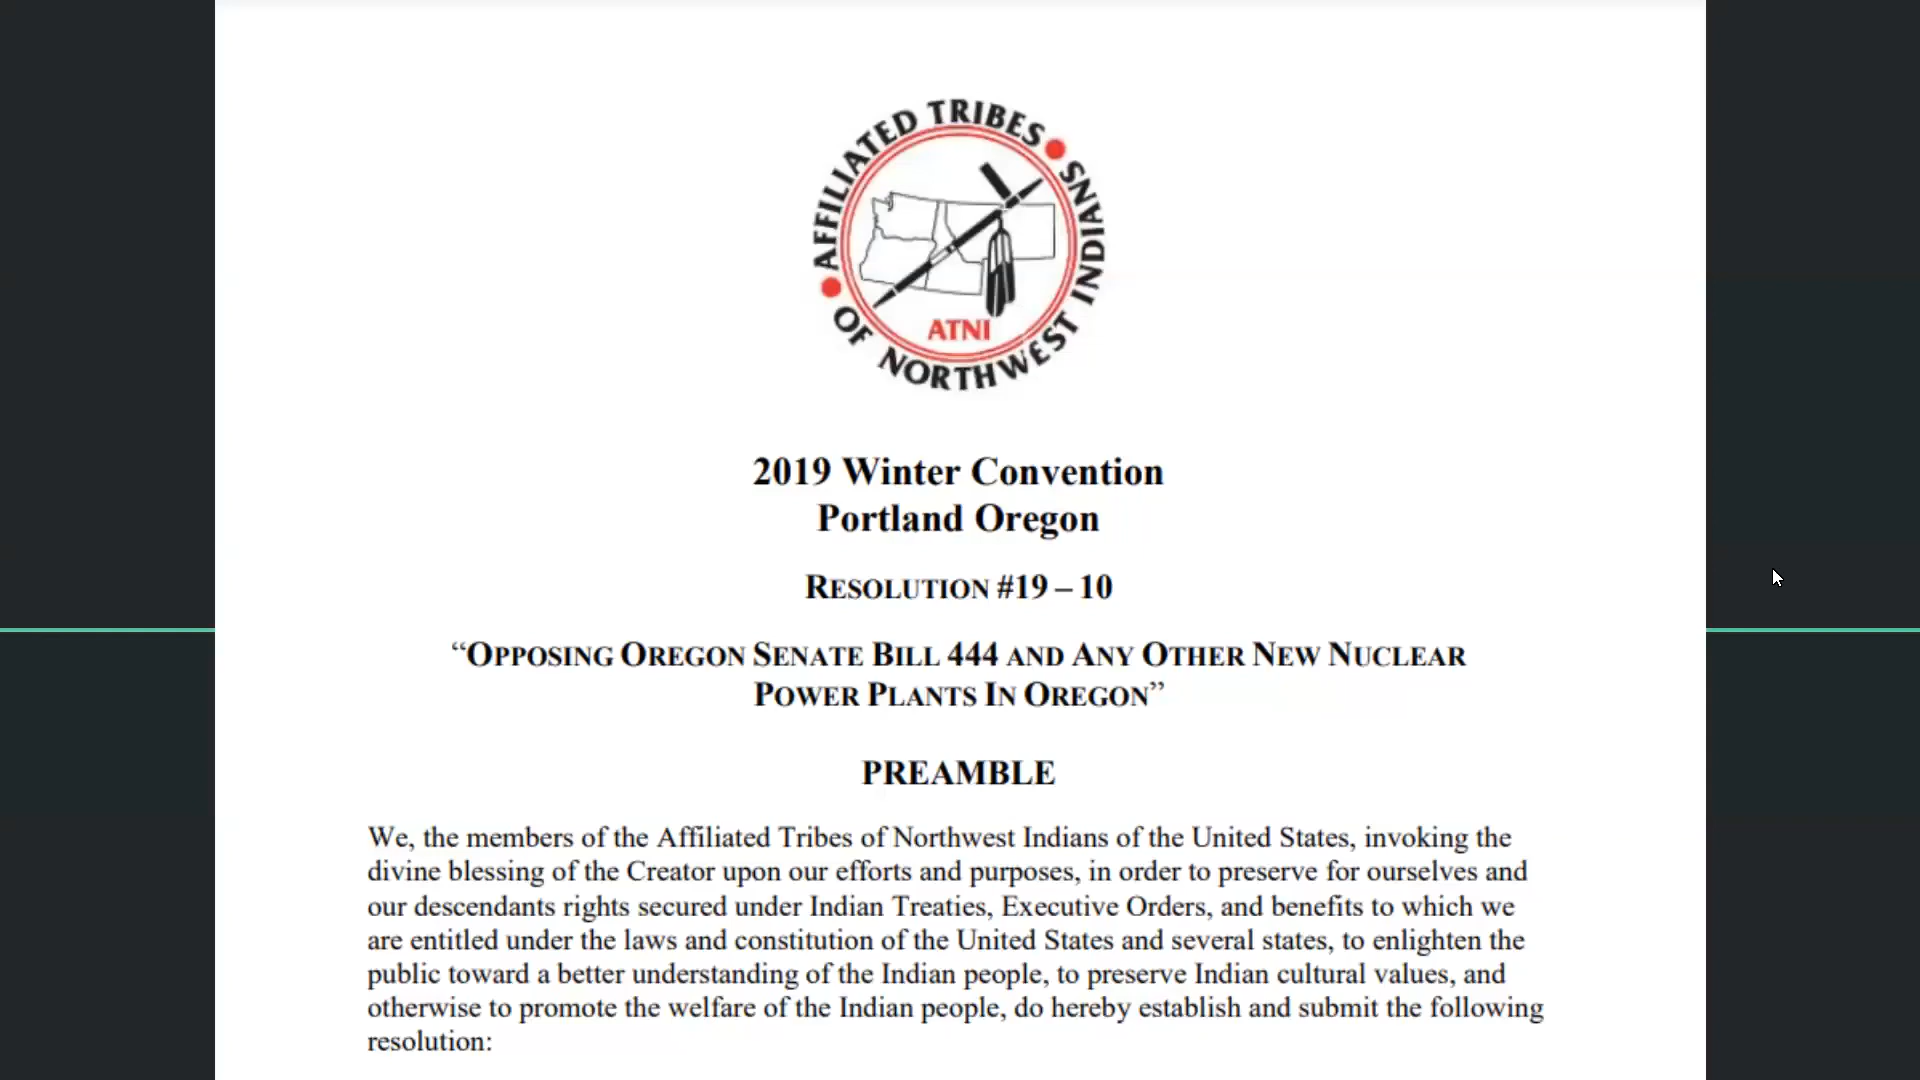 AFFILIATED TRIBES
OF NORTHWEST INDIANS
ATNI
2019 Winter Convention
Portland Oregon
RESOLUTION #19 – 10
“OPPOSING OREGON SENATE BILL 444 AND ANY OTHER NEW NUCLEAR
POWER PLANTS IN OREGON”
PREAMBLE
We, the members of the Affiliated Tribes of Northwest Indians of the United States, invoking the
divine blessing of the Creator upon our efforts and purposes, in order to preserve for ourselves and
our descendants rights secured under Indian Treaties, Executive Orders, and benefits to which we
are entitled under the laws and constitution of the United States and several states, to enlighten the
public toward a better understanding of the Indian people, to preserve Indian cultural values, and
otherwise to promote the welfare of the Indian people, do hereby establish and submit the following
resolution: